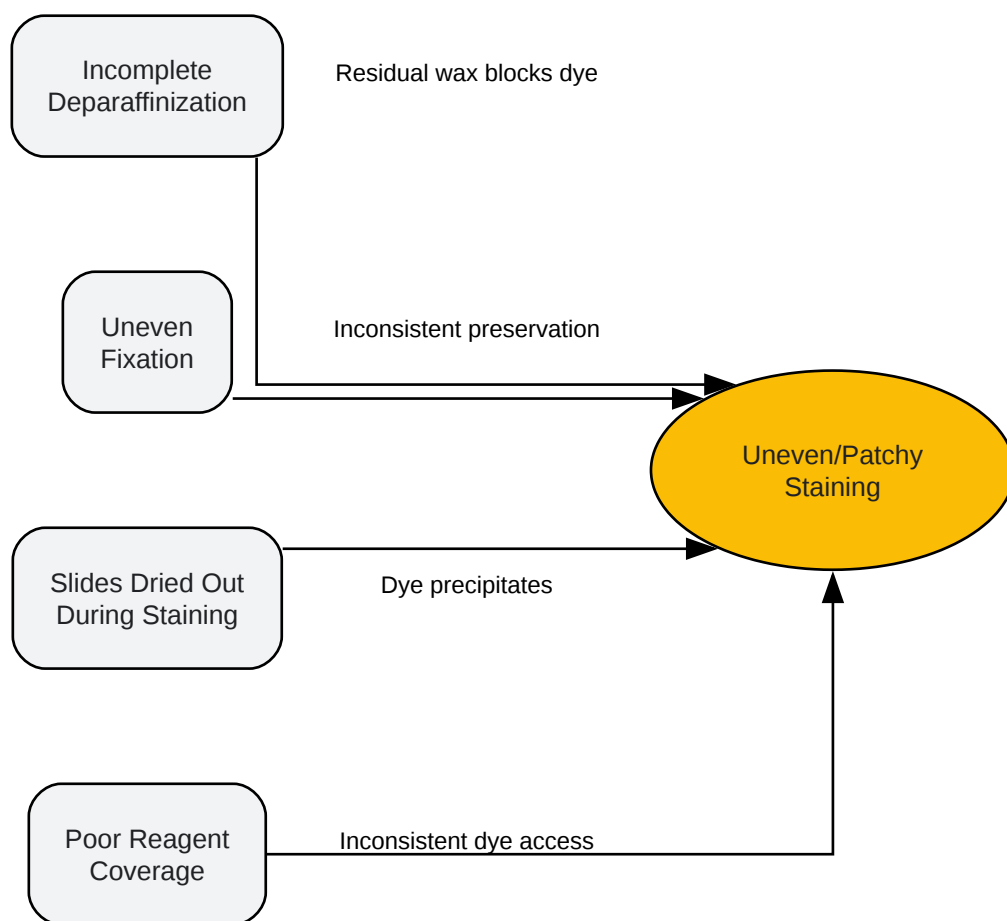 Incomplete
Deparaffinization
Residual wax blocks dye
Uneven
Fixation
Inconsistent preservation
Uneven/Patchy
Staining
Slides Dried Out
During Staining
Dye precipitates
Poor Reagent
Coverage
Inconsistent dye access